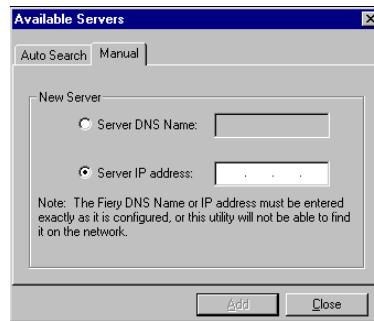 Available Servers
Auto Search Manual
New Server
Server DNS Name:
Server IP address: . . .
Note: The Fiery DNS Name or IP address must be entered
exactly as it is configured, or this utility will not be able to find
it on the network.
Add Close